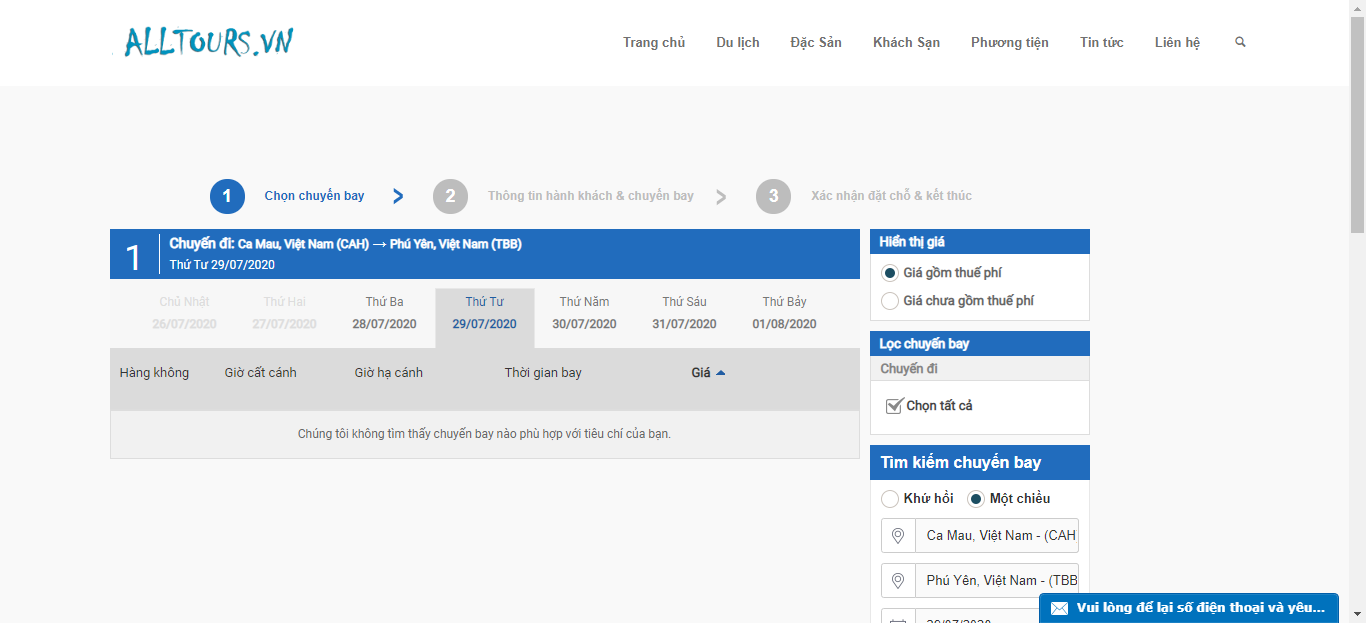 ALLTOURS.VN
Trang chủ Du lịch Đặc Sản Khách Sạn Phương tiện Tin tức Liên hệ
1 Chọn chuyến bay > 2 Thông tin hành khách & chuyến bay > 3 Xác nhận đặt chỗ & kết thúc
1
Chuyến đi: Ca Mau, Việt Nam (CAH) → Phú Yên, Việt Nam (TBB)
Thứ Tư 29/07/2020
Chủ Nhật Thứ Hai Thứ Ba Thứ Tư Thứ Năm Thứ Sáu Thứ Bảy
26/07/2020 27/07/2020 28/07/2020 29/07/2020 30/07/2020 31/07/2020 01/08/2020
Hàng không Giờ cất cánh Giờ hạ cánh Thời gian bay Giá
Chúng tôi không tìm thấy chuyến bay nào phù hợp với tiêu chí của bạn.
Hiển thị giá
Giá gồm thuế phí
Giá chưa gồm thuế phí
Lọc chuyến bay
Chuyến đi
Chọn tất cả
Tìm kiếm chuyến bay
Khứ hồi Một chiều
Ca Mau, Việt Nam - (CAH
Phú Yên, Việt Nam - (TBB
29/07/2020
Vui lòng để lại số điện thoại và yêu...